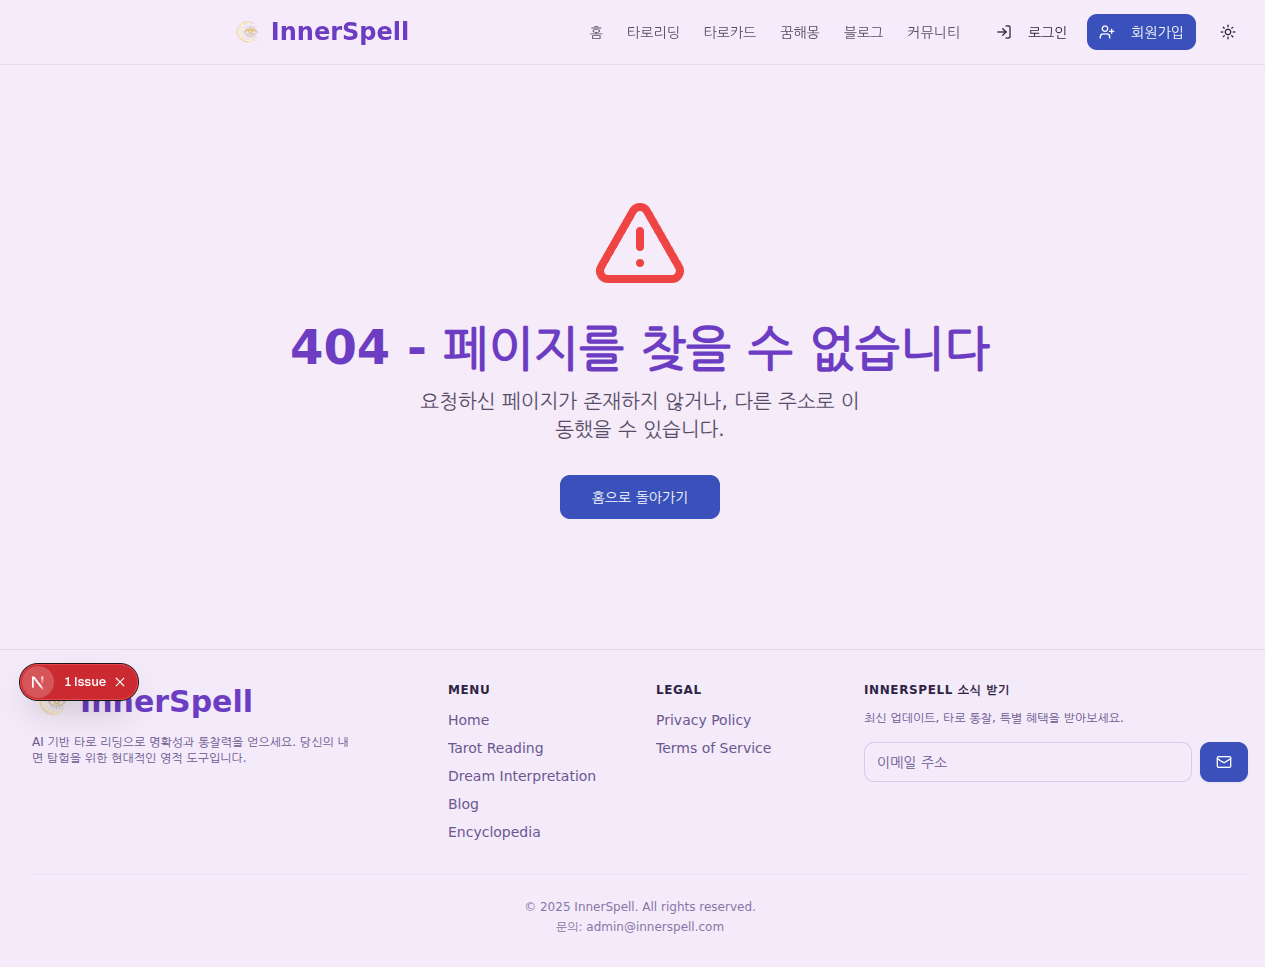 InnerSpell
홈 타로리딩 타로카드 꿈해몽 블로그 커뮤니티 로그인 회원가입
404 - 페이지를 찾을 수 없습니다
요청하신 페이지가 존재하지 않거나, 다른 주소로 이
동했을 수 있습니다.
홈으로 돌아가기
1 Issue
InnerSpell
AI 기반 타로 리딩으로 명확성과 통찰력을 얻으세요. 당신의 내
면 탐험을 위한 현대적인 영적 도구입니다.
MENU
Home
Tarot Reading
Dream Interpretation
Blog
Encyclopedia
LEGAL
Privacy Policy
Terms of Service
INNERSPELL 소식 받기
최신 업데이트, 타로 통찰, 특별 혜택을 받아보세요.
이메일 주소
© 2025 InnerSpell. All rights reserved.
문의: admin@innerspell.com